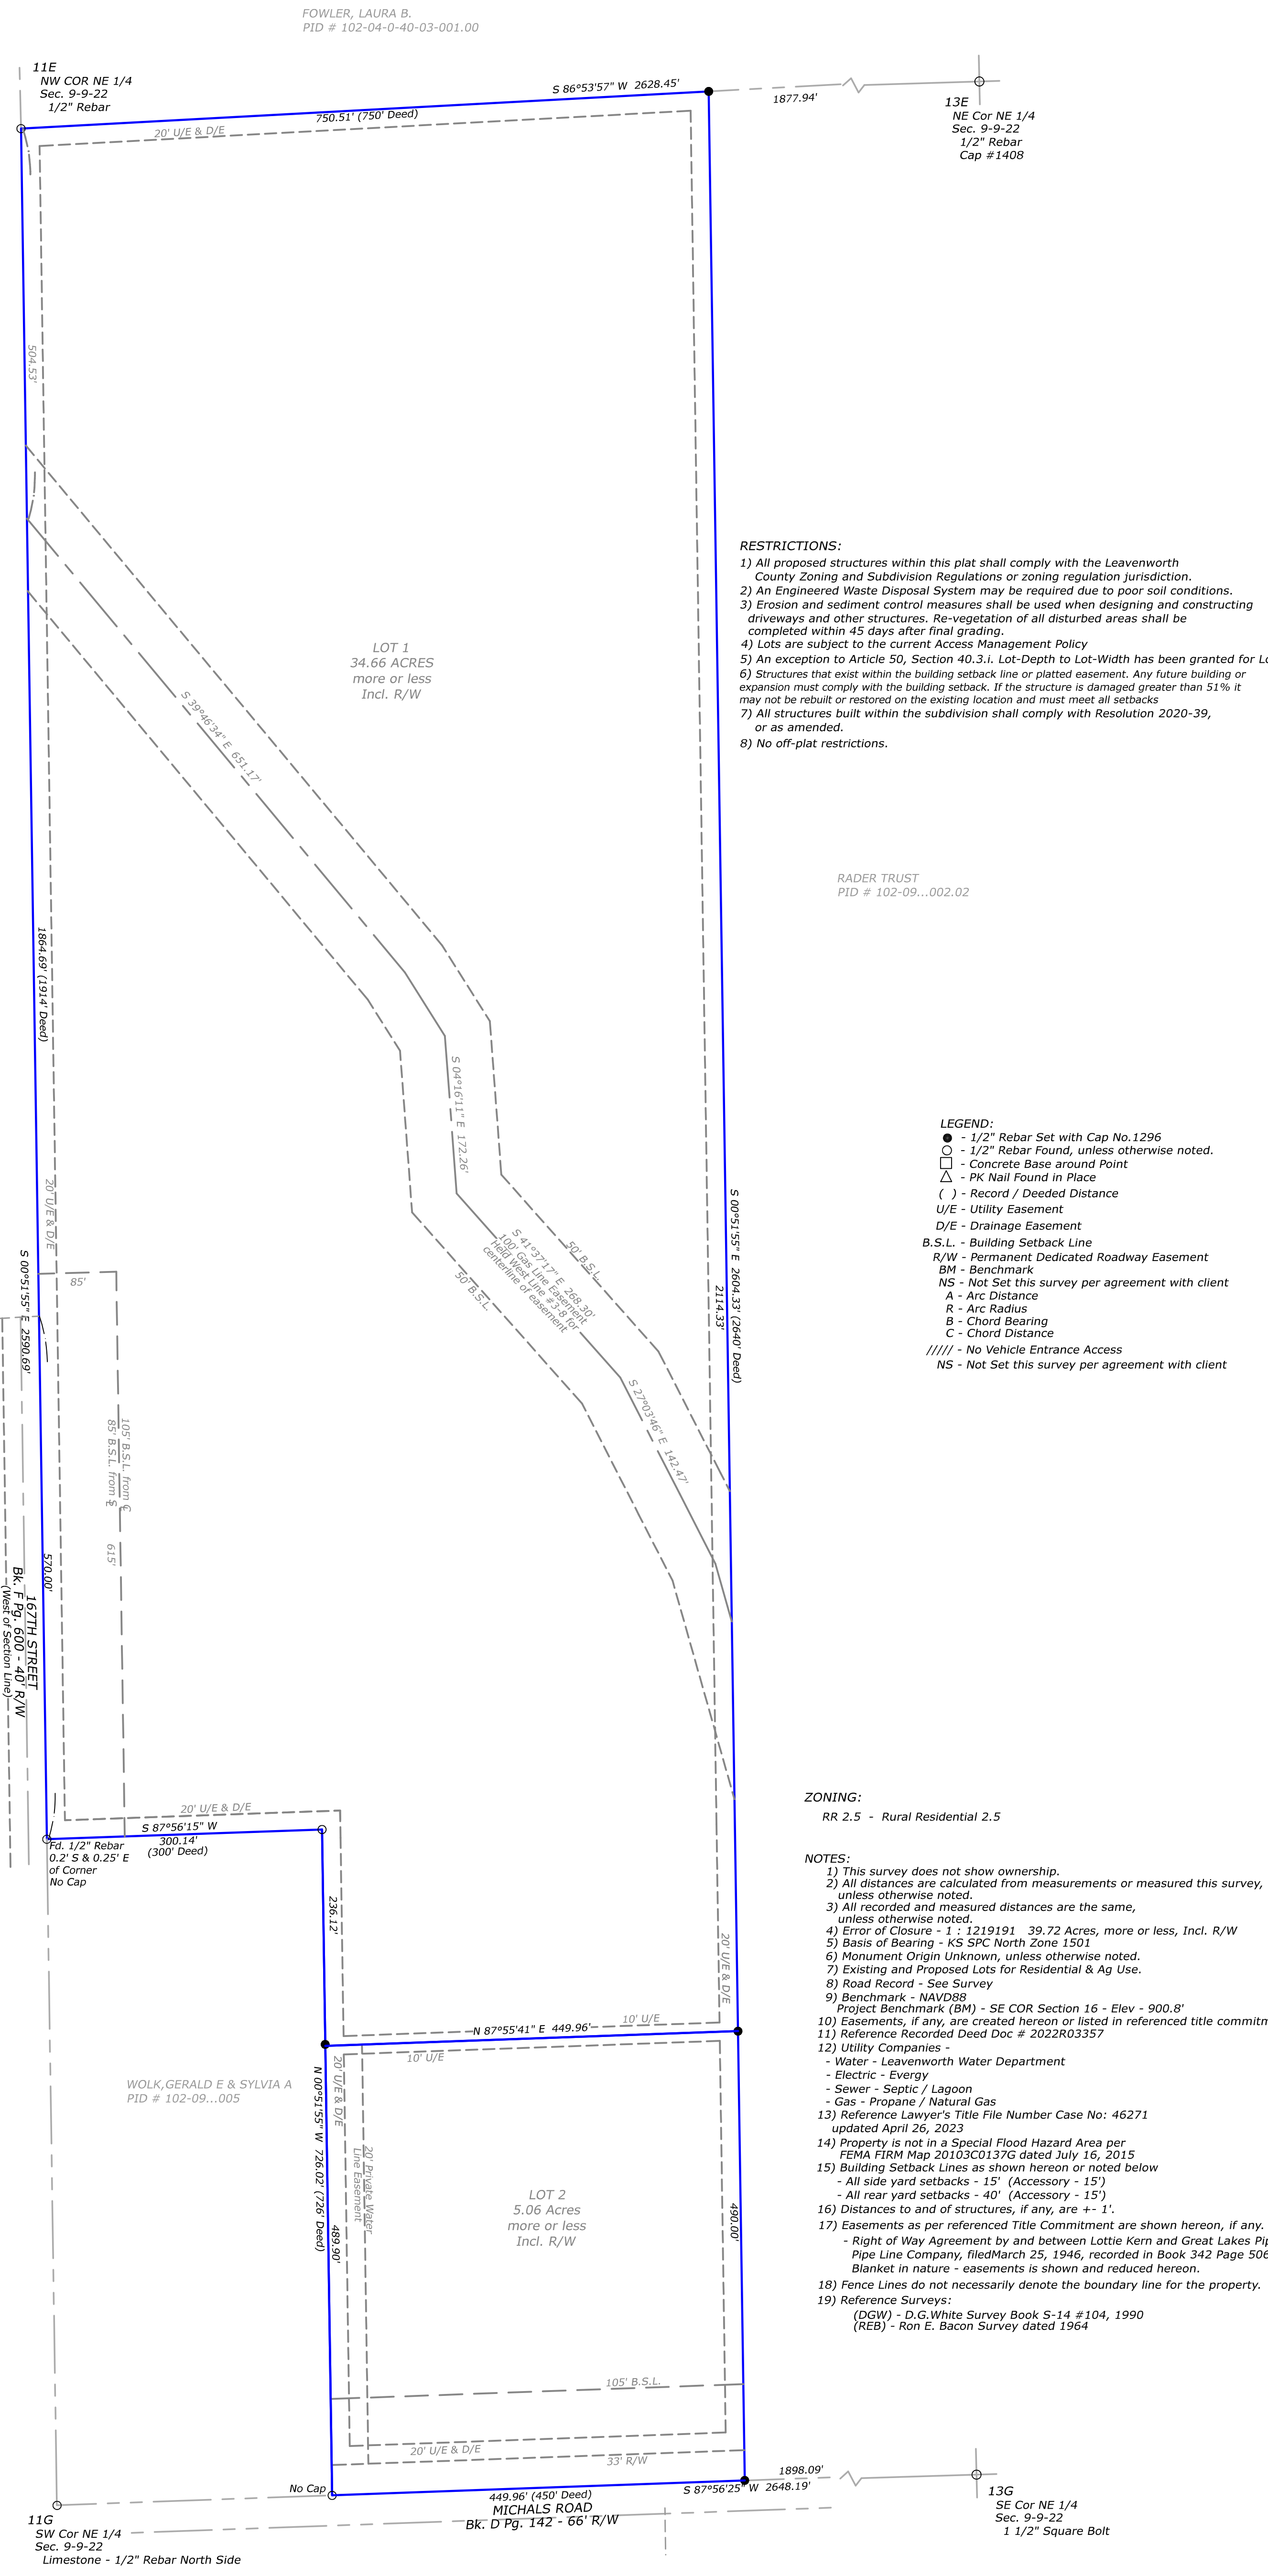 FOWLER, LAURA B.
PID # 102-04-0-40-03-001.00
11E
NW COR NE 1/4
Sec. 9-9-22
1/2" Rebar
S 86°53'57" W 2628.45'
1877.94'
750.51' (750' Deed)
20' U/E & D/E
13E
NE Cor NE 1/4
Sec. 9-9-22
1/2" Rebar
Cap #1408
504.53'
RESTRICTIONS:
1) All proposed structures within this plat shall comply with the Leavenworth
County Zoning and Subdivision Regulations or zoning regulation jurisdiction.
2) An Engineered Waste Disposal System may be required due to poor soil conditions.
3) Erosion and sediment control measures shall be used when designing and constructing
driveways and other structures. Re-vegetation of all disturbed areas shall be
completed within 45 days after final grading.
4) Lots are subject to the current Access Management Policy
5) An exception to Article 50, Section 40.3.i. Lot-Depth to Lot-Width has been granted for
6) Structures that exist within the building setback line or platted easement. Any future building or
expansion must comply with the building setback. If the structure is damaged greater than 51% it
may not be rebuilt or restored on the existing location and must meet all setbacks
7) All structures built within the subdivision shall comply with Resolution 2020-39,
or as amended.
8) No off-plat restrictions.
LOT 1
34.66 ACRES
more or less
Incl. R/W
S 39°46'34" E 651.17'
RADER TRUST
PID # 102-09...002.02
1864.69' (1914' Deed)
S 04°16'11" E 172.26'
LEGEND:
- 1/2" Rebar Set with Cap No.1296
- 1/2" Rebar Found, unless otherwise noted.
- Concrete Base around Point
- PK Nail Found in Place
( ) - Record / Deeded Distance
U/E - Utility Easement
D/E - Drainage Easement
B.S.L. - Building Setback Line
R/W - Permanent Dedicated Roadway Easement
BM - Benchmark
NS - Not Set this survey per agreement with client
A - Arc Distance
R - Arc Radius
B - Chord Bearing
C - Chord Distance
///// - No Vehicle Entrance Access
NS - Not Set this survey per agreement with client
20' U/E & D/E
S 00°51'55" E 2604.33' (2640' Deed)
2114.33'
S 41°37'17" E 268.30'
100' Gas Line Easement
Held West Line #3-8 for
centerline of easement
50' B.S.L.
50' B.S.L.
85'
S 00°51'55" E 2590.69'
S 27°03'46" E 142.47'
105' B.S.L. from
85' B.S.L. from
615'
570.00'
167TH STREET
Bk. F Pg. 600 - 40' R/W
(West of Section Line)
20' U/E & D/E
S 87°56'15" W
300.14'
(300' Deed)
Fd. 1/2" Rebar
0.2' S & 0.25' E
of Corner
No Cap
236.12'
20' U/E & D/E
ZONING:
RR 2.5 - Rural Residential 2.5
NOTES:
1) This survey does not show ownership.
2) All distances are calculated from measurements or measured this survey,
unless otherwise noted.
3) All recorded and measured distances are the same,
unless otherwise noted.
4) Error of Closure - 1 : 1219191 39.72 Acres, more or less, Incl. R/W
5) Basis of Bearing - KS SPC North Zone 1501
6) Monument Origin Unknown, unless otherwise noted.
7) Existing and Proposed Lots for Residential & Ag Use.
8) Road Record - See Survey
9) Benchmark - NAVD88
Project Benchmark (BM) - SE COR Section 16 - Elev - 900.8'
10) Easements, if any, are created hereon or listed in referenced title
11) Reference Recorded Deed Doc # 2022R03357
12) Utility Companies -
- Water - Leavenworth Water Department
- Electric - Evergy
- Sewer - Septic / Lagoon
- Gas - Propane / Natural Gas
13) Reference Lawyer's Title File Number Case No: 46271
updated April 26, 2023
14) Property is not in a Special Flood Hazard Area per
FEMA FIRM Map 20103C0137G dated July 16, 2015
15) Building Setback Lines as shown hereon or noted below
- All side yard setbacks - 15' (Accessory - 15')
- All rear yard setbacks - 40' (Accessory - 15')
16) Distances to and of structures, if any, are +- 1'.
17) Easements as per referenced Title Commitment are shown hereon, if any.
- Right of Way Agreement by and between Lottie Kern and Great Lakes
Pipe Line Company, filedMarch 25, 1946, recorded in Book 342 Page 506
Blanket in nature - easements is shown and reduced hereon.
18) Fence Lines do not necessarily denote the boundary line for the property.
19) Reference Surveys:
(DGW) - D.G.White Survey Book S-14 #104, 1990
(REB) - Ron E. Bacon Survey dated 1964
10' U/E
N 87°55'41" E 449.96'
10' U/E
20' U/E & D/E
WOLK,GERALD E & SYLVIA A
PID # 102-09...005
N 00°51'55" W 726.02' (726' Deed)
20' Private Water
Line Easement
489.90'
490.00'
LOT 2
5.06 Acres
more or less
Incl. R/W
105' B.S.L.
20' U/E & D/E
33' R/W
No Cap
449.96' (450' Deed)
MICHALS ROAD
Bk. D Pg. 142 - 66' R/W
1898.09'
S 87°56'25" W 2648.19'
11G
SW Cor NE 1/4
Sec. 9-9-22
Limestone - 1/2" Rebar North Side
13G
SE Cor NE 1/4
Sec. 9-9-22
1 1/2" Square Bolt